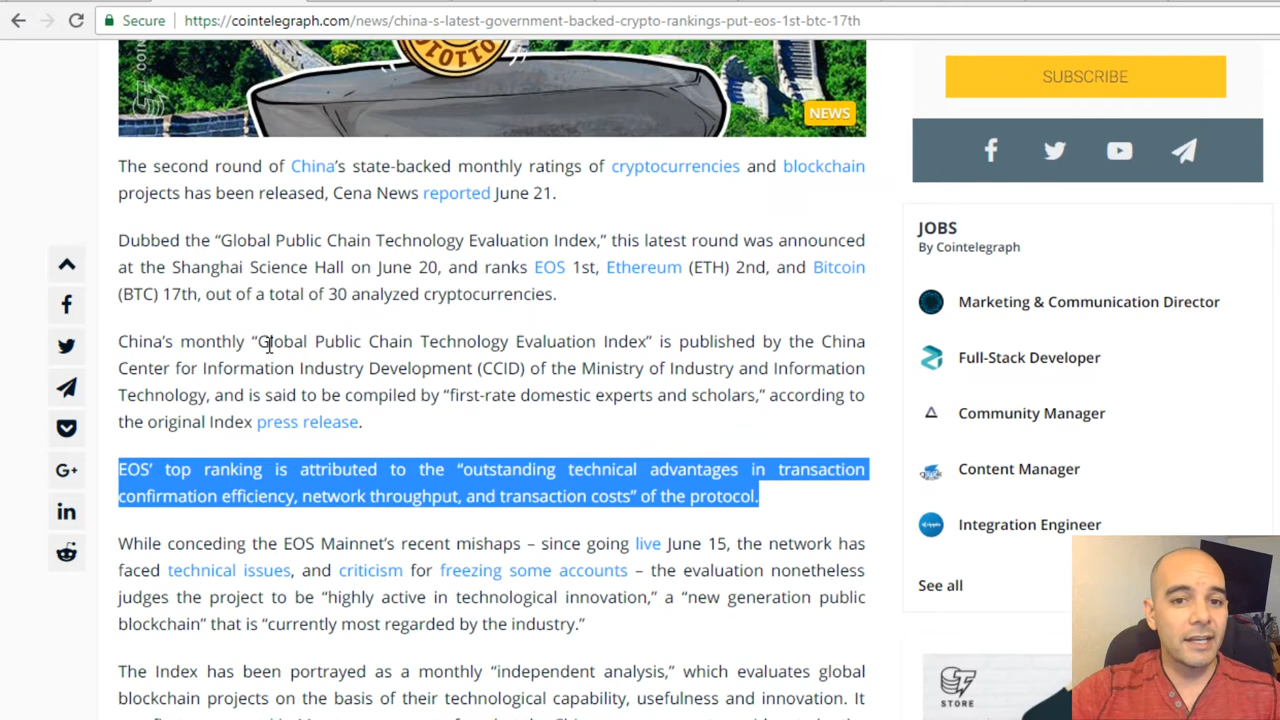 Secure
https://cointelegraph.com/news/china-s-latest-government-backed-crypto-rankings-put-eos-1st-btc-17th
NEWS
The second round of China's state-backed monthly ratings of cryptocurrencies and blockchain
projects has been released, Cena News reported June 21.
Dubbed the “Global Public Chain Technology Evaluation Index,” this latest round was announced
at the Shanghai Science Hall on June 20, and ranks EOS 1st, Ethereum (ETH) 2nd, and Bitcoin
(BTC) 17th, out of a total of 30 analyzed cryptocurrencies.
China's monthly “Global Public Chain Technology Evaluation Index” is published by the China
Center for Information Industry Development (CCID) of the Ministry of Industry and Information
Technology, and is said to be compiled by “first-rate domestic experts and scholars,” according to
the original Index press release.
EOS' top ranking is attributed to the “outstanding technical advantages in transaction
confirmation efficiency, network throughput, and transaction costs” of the protocol.
While conceding the EOS Mainnet's recent mishaps – since going live June 15, the network has
faced technical issues, and criticism for freezing some accounts – the evaluation nonetheless
judges the project to be “highly active in technological innovation,” a “new generation public
blockchain” that is “currently most regarded by the industry.”
The Index has been portrayed as a monthly “independent analysis,” which evaluates global
blockchain projects on the basis of their technological capability, usefulness and innovation. It
SUBSCRIBE
JOBS
By Cointelegraph
Marketing & Communication Director
Full-Stack Developer
Community Manager
Content Manager
Integration Engineer
See all
STORE